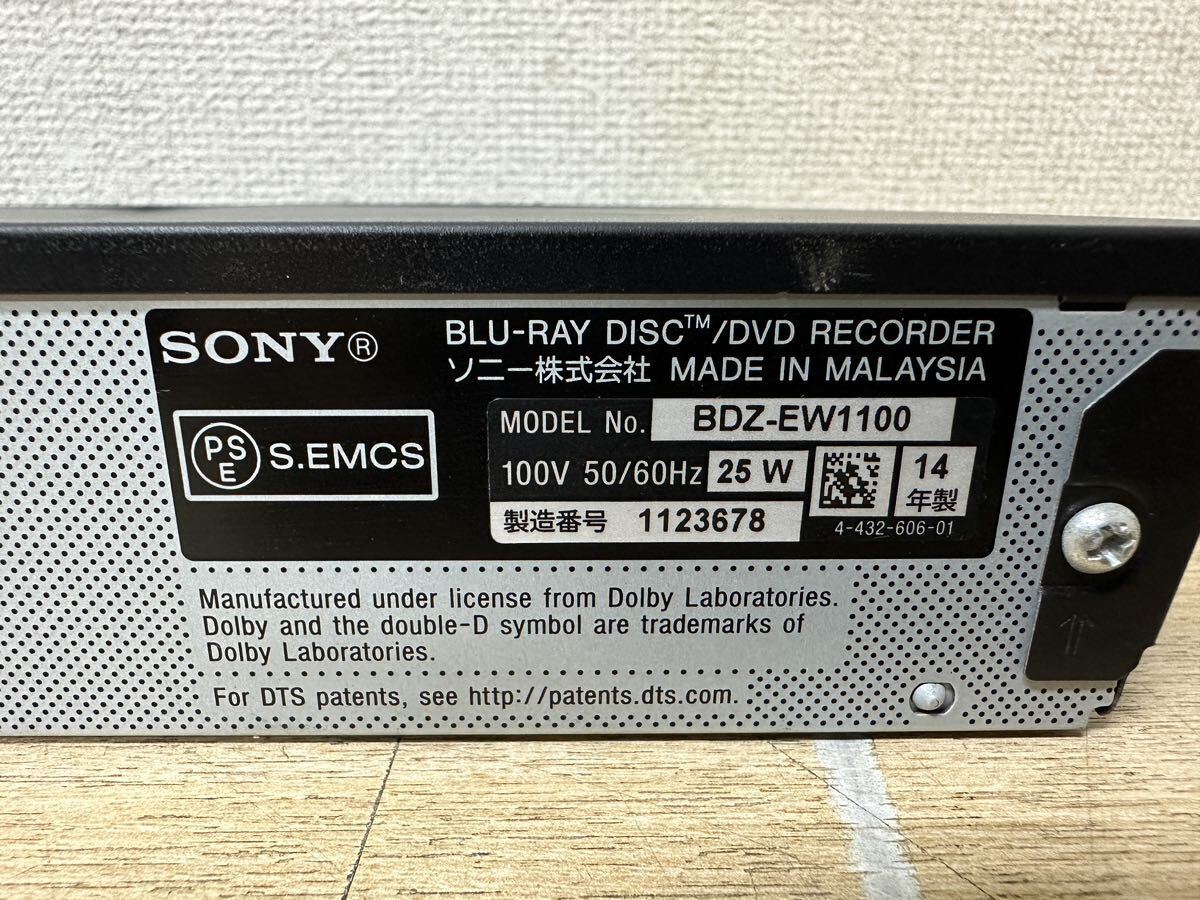 SONY®
BLU-RAY DISC™/DVD RECORDER
ソニー株式会社 MADE IN MALAYSIA
PSE S.EMCS
MODEL No. BDZ-EW1100
100V 50/60Hz 25 W
14年製
製造番号 1123678
4-432-606-01
Manufactured under license from Dolby Laboratories.
Dolby and the double-D symbol are trademarks of
Dolby Laboratories.
For DTS patents, see http://patents.dts.com.